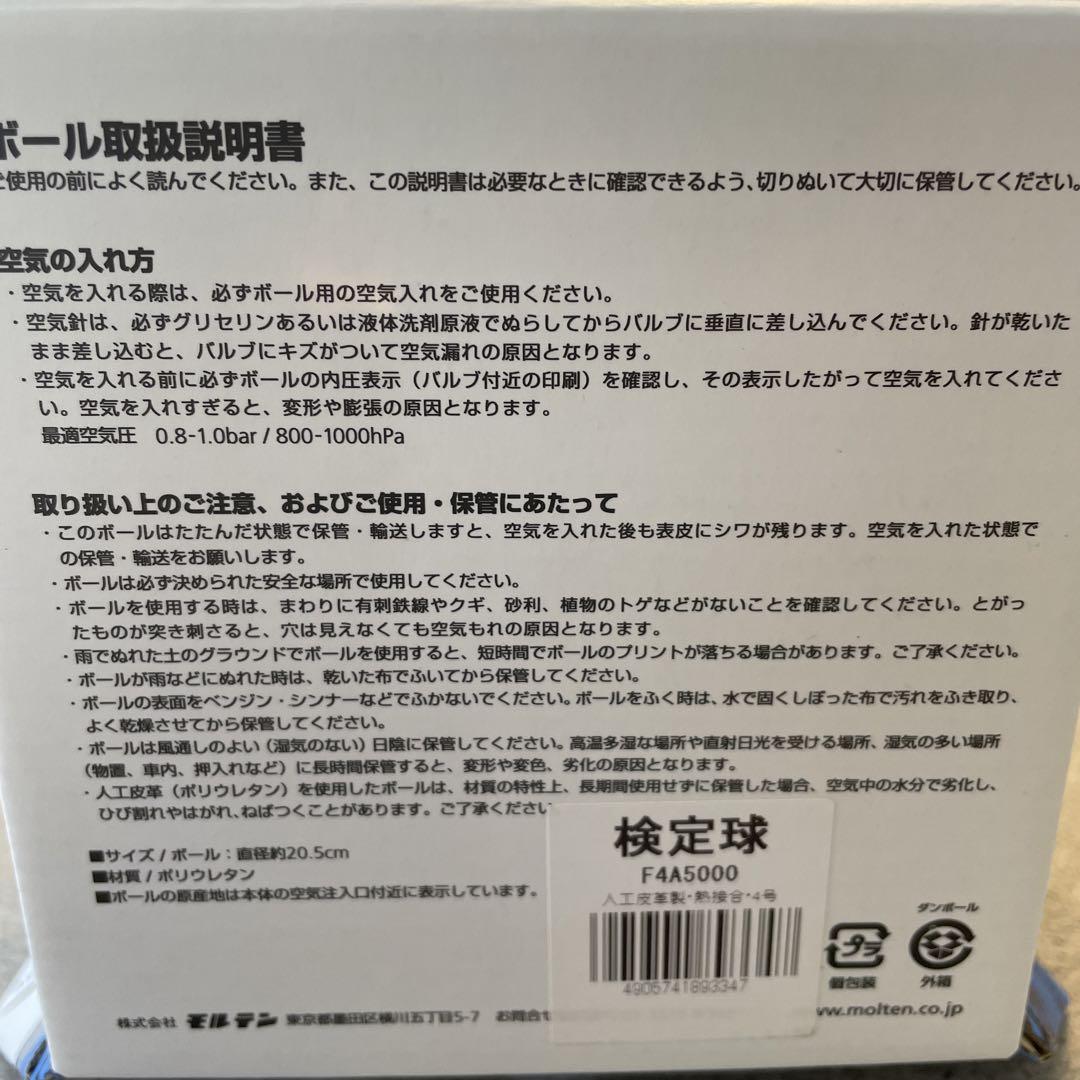 ボール取扱説明書
ご使用の前によく読んでください。また、この説明書は必要なときに確認できるよう、切りぬいて大切に保管してください。
空気の入れ方
・空気を入れる際は、必ずボール用の空気入れをご使用ください。
・空気針は、必ずグリセリンあるいは液体洗剤原液でぬらしてからバルブに垂直に差し込んでください。針が乾いた
まま差し込むと、バルブにキズがついて空気漏れの原因となります。
・空気を入れる前に必ずボールの内圧表示（バルブ付近の印刷）を確認し、その表示したがって空気を入れてくださ
い。空気を入れすぎると、変形や膨張の原因となります。
最適空気圧 0.8-1.0bar / 800-1000hPa
取り扱い上のご注意、およびご使用・保管にあたって
・このボールはたたんだ状態で保管・輸送しますと、空気を入れた後も表皮にシワが残ります。空気を入れた状態で
の保管・輸送をお願いします。
・ボールは必ず決められた安全な場所で使用してください。
・ボールを使用する時は、まわりに有刺鉄線やクギ、砂利、植物のトゲなどがないことを確認してください。とがっ
たものが突き刺さると、穴は見えなくても空気もれの原因となります。
・雨でぬれた土のグラウンドでボールを使用すると、短時間でボールのプリントが落ちる場合があります。ご了承ください。
・ボールが雨などにぬれた時は、乾いた布でふいてから保管してください。
・ボールの表面をベンジン・シンナーなどでふかないでください。ボールをふく時は、水で固くしぼった布で汚れをふき取り、
よく乾燥させてから保管してください。
・ボールは風通しのよい（湿気のない）日陰に保管してください。高温多湿な場所や直射日光を受ける場所、湿気の多い場所
（物置、車内、押入れなど）に長時間保管すると、変形や変色、劣化の原因となります。
・人工皮革（ポリウレタン）を使用したボールは、材質の特性上、長期間使用せずに保管した場合、空気中の水分で劣化し、
ひび割れやはがれ、ねばつくことがあります。ご了承ください
■サイズ / ボール：直径約20.5cm
■材質 / ポリウレタン
■ボールの原産地は本体の空気注入口付近に表示しています。
検定球
F4A5000
人工皮革製・熱接合・4号
4905741893347
プラ
個包装
ダンボール
外箱
株式会社 モルテン 東京都墨田区横川五丁目5-7 お問合せ
www.molten.co.jp